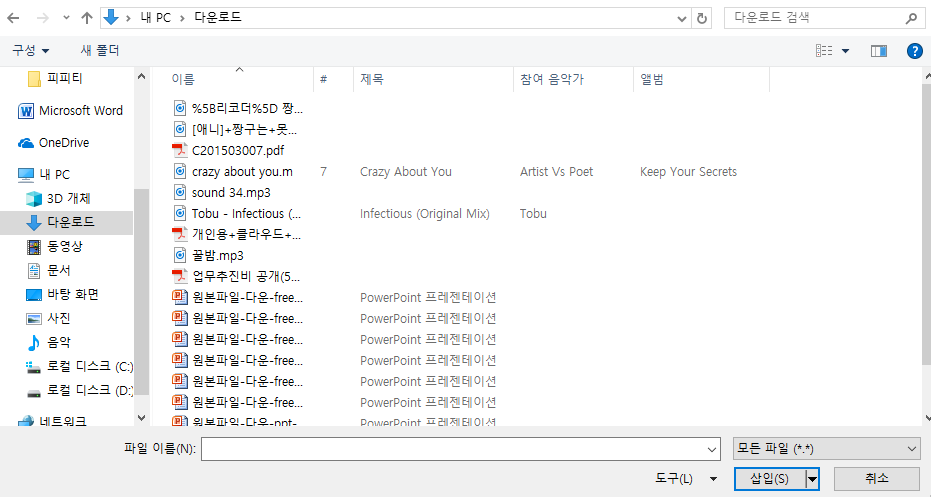 내 PC > 다운로드
다운로드 검색
구성
새 폴더
피피티
Microsoft Word
OneDrive
내 PC
3D 개체
다운로드
동영상
문서
바탕 화면
사진
음악
로컬 디스크 (C:)
로컬 디스크 (D:)
네트워크
이름 # 제목 참여 음악가 앨범
%5B리코더%5D 짱...
[애니]+짱구는+못...
C201503007.pdf
crazy about you.m 7 Crazy About You Artist Vs Poet Keep Your Secrets
sound 34.mp3
Tobu - Infectious (... Infectious (Original Mix) Tobu
개인용+클라우드+...
꿀밤.mp3
업무추진비 공개(5...
원본파일-다운-free... PowerPoint 프레젠테이션
원본파일-다운-free... PowerPoint 프레젠테이션
원본파일-다운-free... PowerPoint 프레젠테이션
원본파일-다운-free... PowerPoint 프레젠테이션
원본파일-다운-free... PowerPoint 프레젠테이션
원본파일-다운-free... PowerPoint 프레젠테이션
원본파일-다운-ppt- PowerPoint 프레젠테이션
파일 이름(N):
모든 파일 (*.*)
도구(L)
삽입(S)
취소